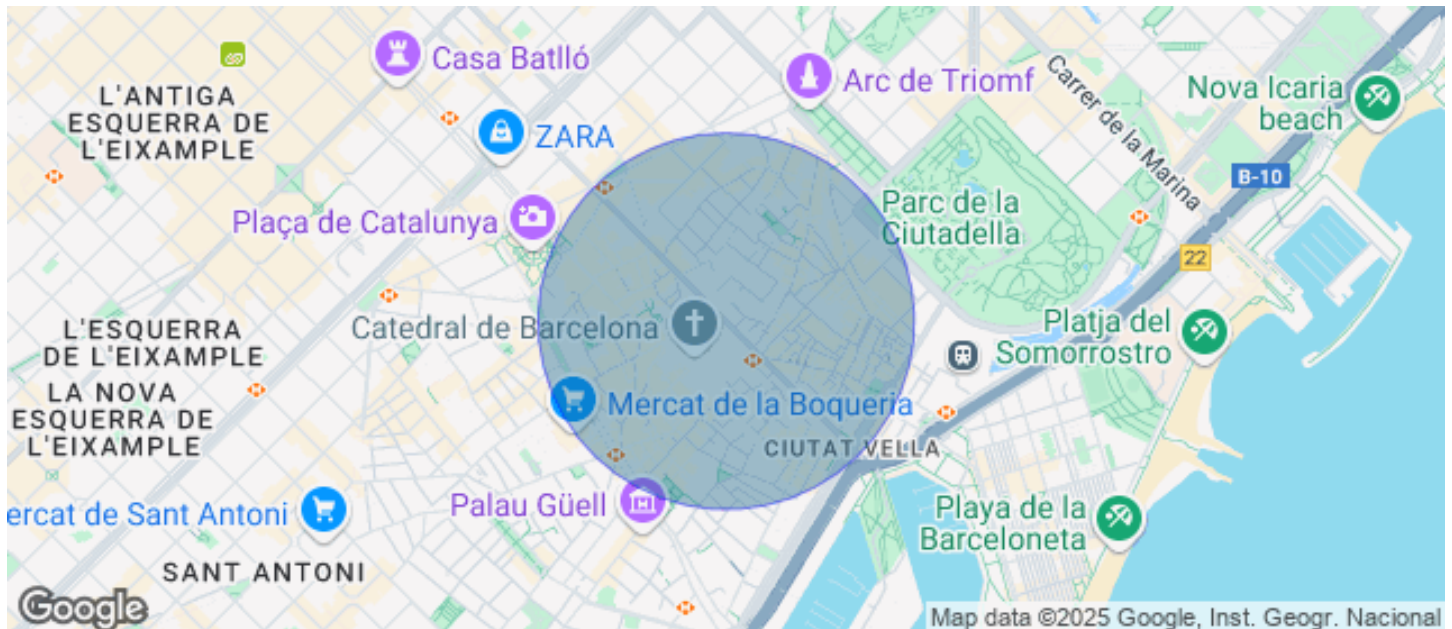 Casa Batlló
Arc de Triomf
Carrer de la Marina
Nova Icaria
beach
L'ANTIGA
ESQUERRA DE
L'EIXAMPLE
ZARA
B-10
Plaça de Catalunya
Parc de la
Ciutadella
22
L'ESQUERRA
DE L'EIXAMPLE
Catedral de Barcelona
Platja del
Somorrostro
LA NOVA
ESQUERRA DE
L'EIXAMPLE
Mercat de la Boqueria
CIUTAT VELLA
ercat de Sant Antoni
Palau Güell
Playa de la
Barceloneta
SANT ANTONI
Google
Map data ©2025 Google, Inst. Geogr. Nacional